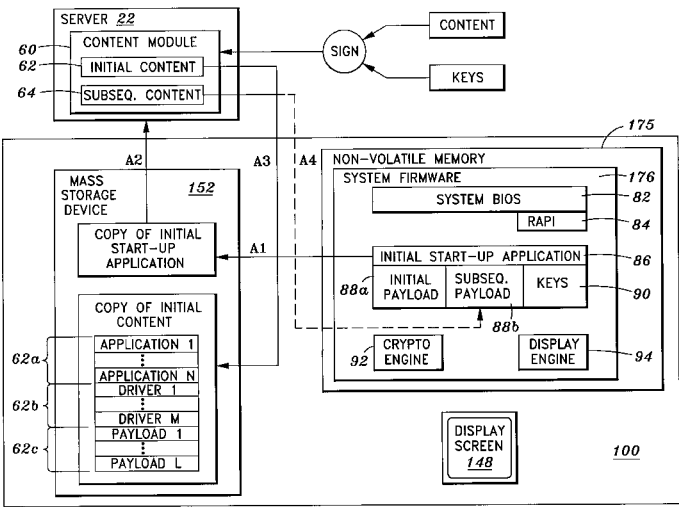 SERVER 22
60
CONTENT MODULE
62
INITIAL CONTENT
64
SUBSEQ. CONTENT
SIGN
CONTENT
KEYS
A2
A3
A4
175
MASS
STORAGE
DEVICE
152
COPY OF INITIAL
START-UP
APPLICATION
A1
COPY OF INITIAL
CONTENT
62a
APPLICATION 1
APPLICATION N
62b
DRIVER 1
DRIVER M
62c
PAYLOAD 1
PAYLOAD L
NON-VOLATILE MEMORY
SYSTEM FIRMWARE
176
SYSTEM BIOS
82
RAPI
84
INITIAL START-UP APPLICATION
86
88a
INITIAL
PAYLOAD
SUBSEQ.
PAYLOAD
88b
KEYS
90
92
CRYPTO
ENGINE
DISPLAY
ENGINE
94
DISPLAY
SCREEN
148
100